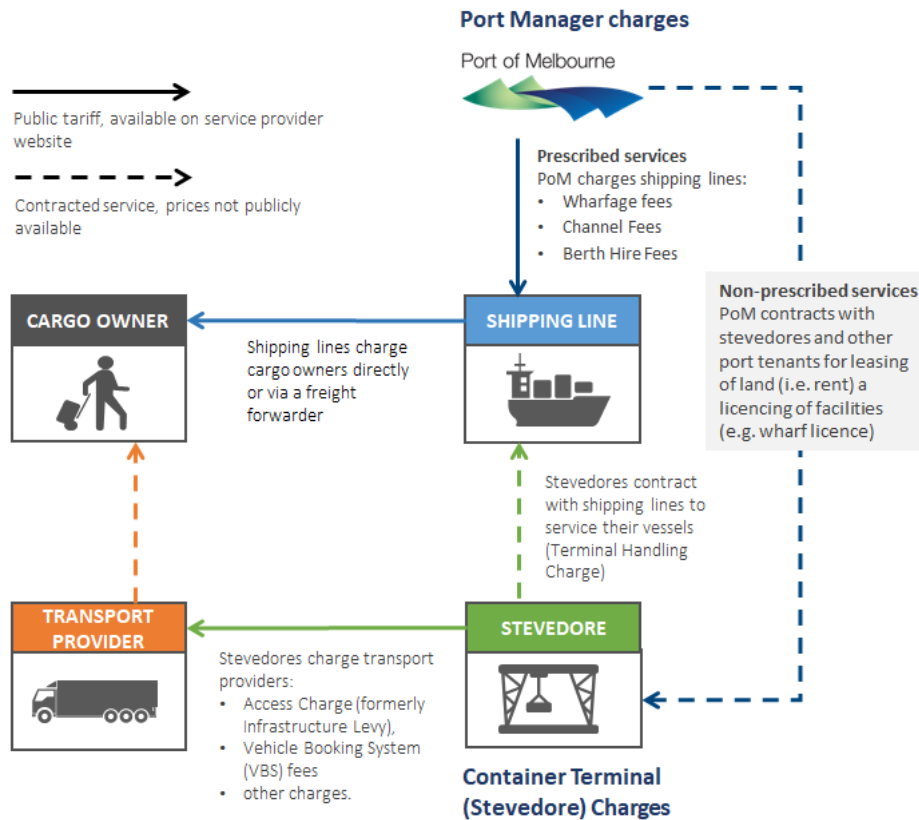 Port Manager charges
Port of Melbourne
Public tariff, available on service provider
website
Contracted service, prices not publicly
available
Prescribed services
PoM charges shipping lines:
• Wharfage fees
• Channel Fees
• Berth Hire Fees
Non-prescribed services
PoM contracts with
stevedores and other
port tenants for leasing
of land (i.e. rent) a
licencing of facilities
(e.g. wharf licence)
CARGO OWNER
SHIPPING LINE
Shipping lines charge
cargo owners directly
or via a freight
forwarder
Stevedores contract
with shipping lines to
service their vessels
(Terminal Handling
Charge)
TRANSPORT
PROVIDER
STEVEDORE
Stevedores charge transport
providers:
• Access Charge (formerly
Infrastructure Levy),
• Vehicle Booking System
(VBS) fees
• other charges.
Container Terminal
(Stevedore) Charges